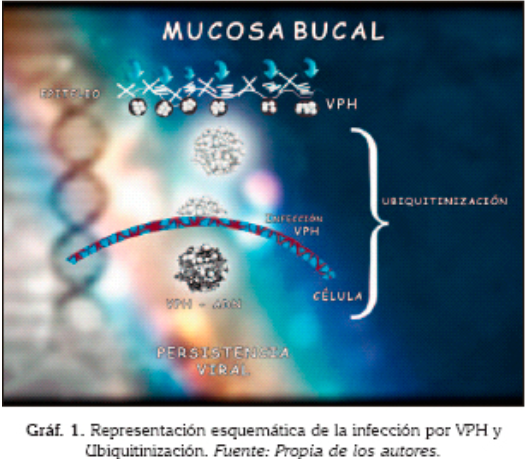 MUCOSA BUCAL
EPITELIO
VPH
UBIQUITINIZACIÓN
INFECCIÓN
VPH
CÉLULA
VPH - ADN
PERSISTENCIA
VIRAL
Gráf. 1. Representación esquemática de la infección por VPH y
Ubiquitinización. Fuente: Propia de los autores.